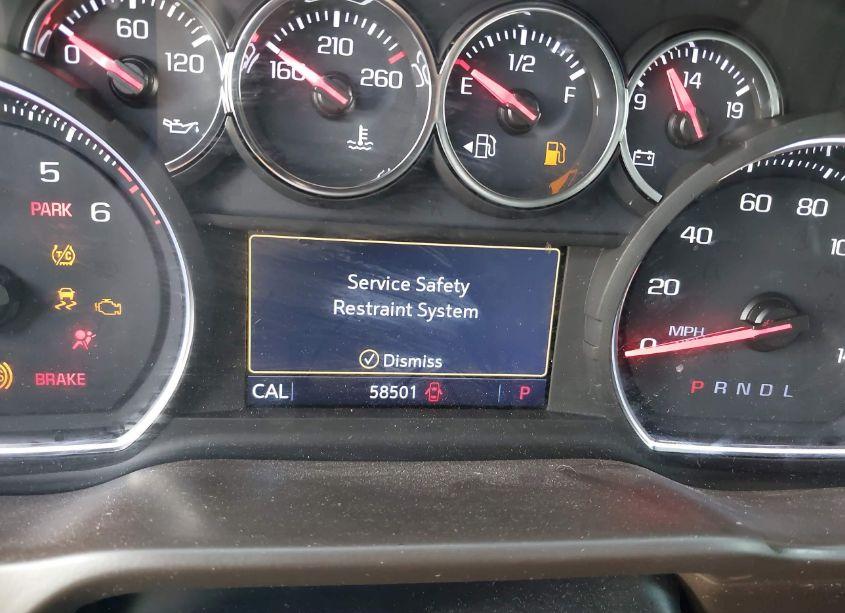 0 60 120
160 210 260
E 1/2 F
9 14 19
5
6
PARK
T/C
BRAKE
Service Safety
Restraint System
Dismiss
CAL 58501 P
0 20 40 60 80
MPH
P R N D L